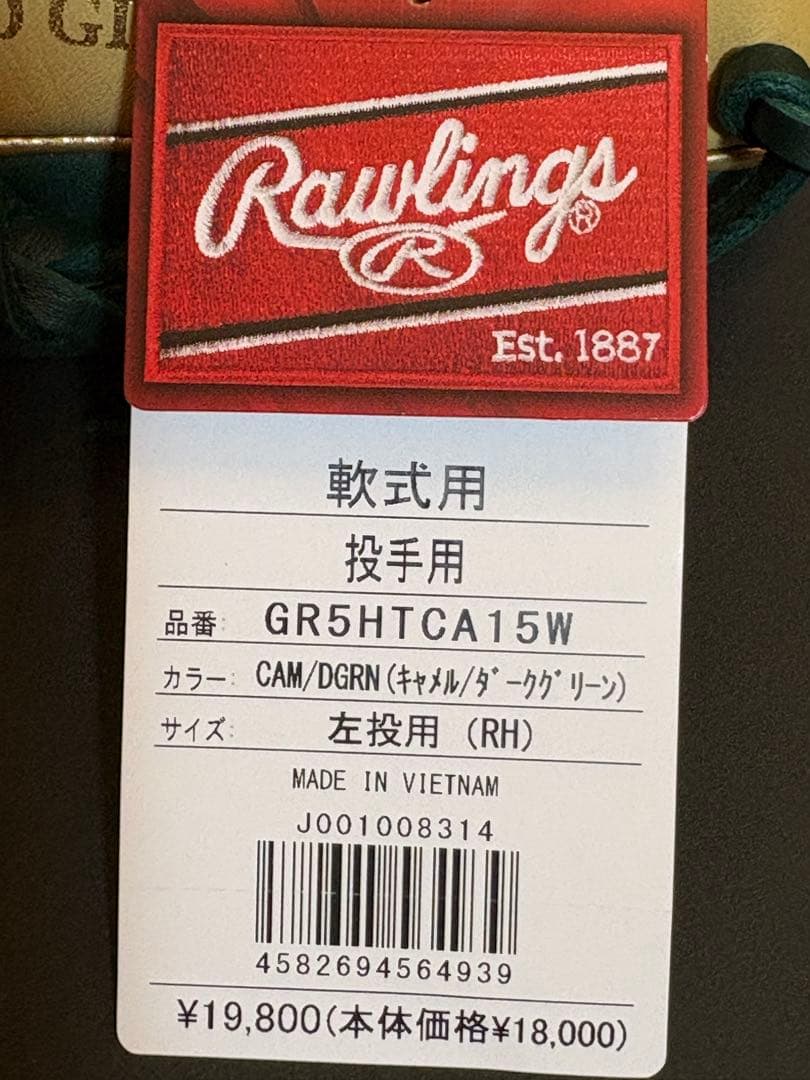 Rawlings
R
Est. 1887
軟式用
投手用
品番: GR5HTCA15W
カラー: CAM/DGRN(ｷｬﾒﾙ/ﾀﾞｰｸｸﾞﾘｰﾝ)
サイズ: 左投用 (RH)
MADE IN VIETNAM
J001008314
4582694564939
¥19,800(本体価格¥18,000)